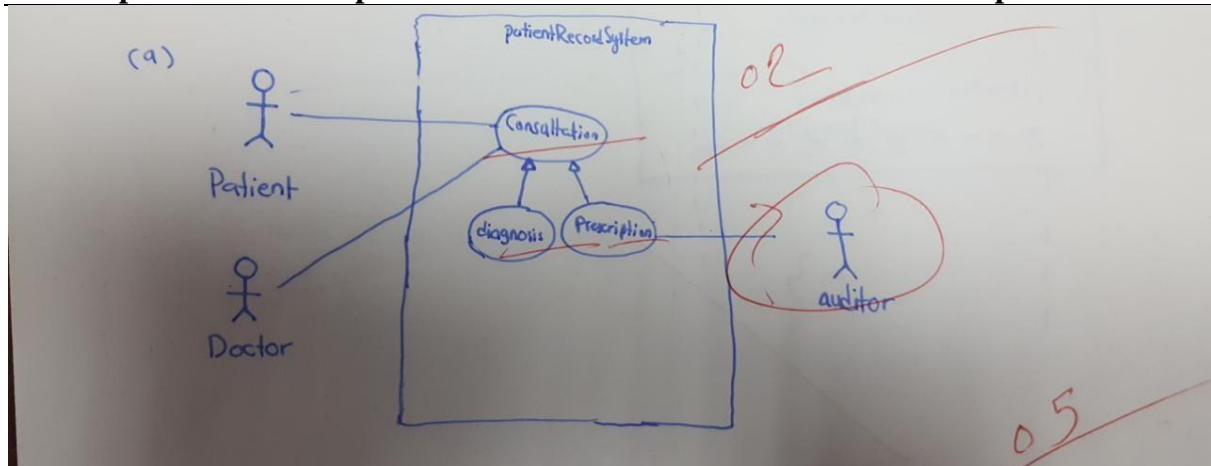 patientRecordSystem
(a)
02
Consultation
Patient
diagnosis
Prescription
auditor
Doctor
05